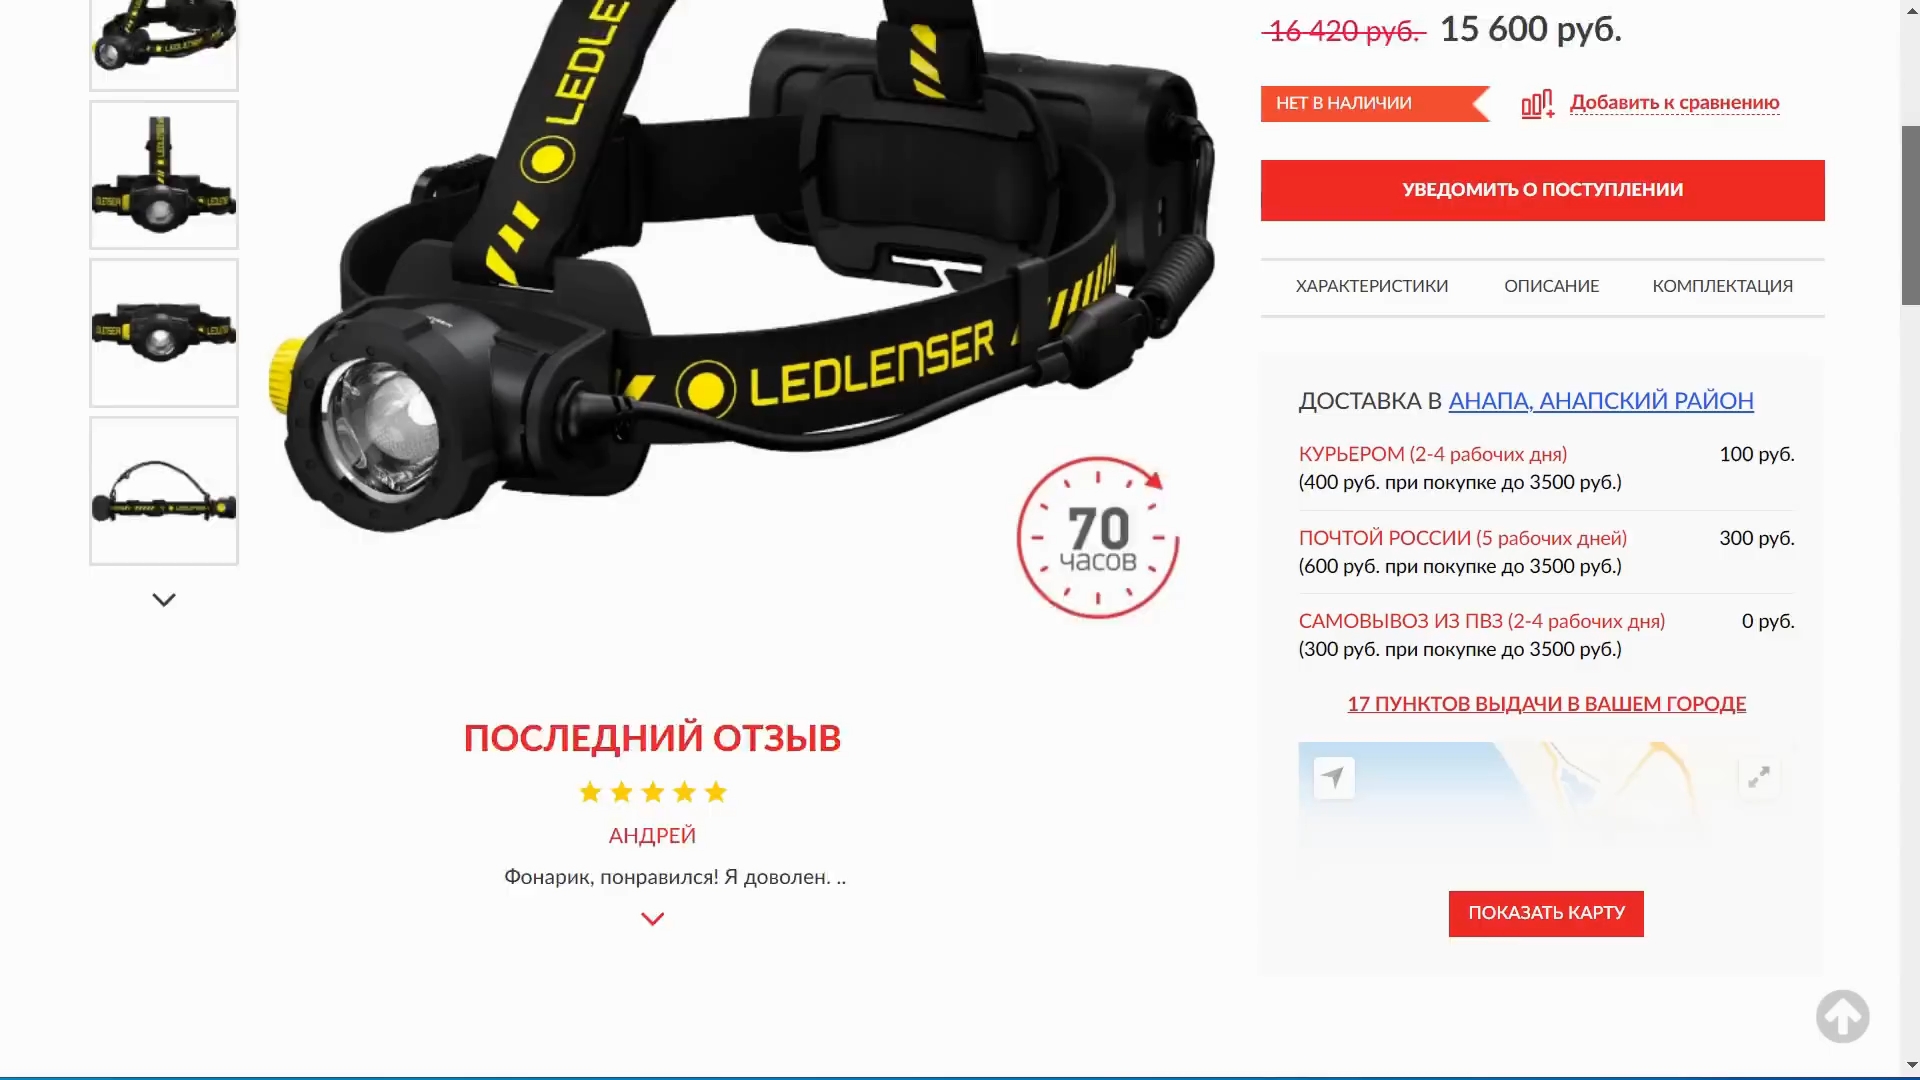 16 420 руб. 15 600 руб.
НЕТ В НАЛИЧИИ
Добавить к сравнению
УВЕДОМИТЬ О ПОСТУПЛЕНИИ
ХАРАКТЕРИСТИКИ ОПИСАНИЕ КОМПЛЕКТАЦИЯ
LEDLE
LEDLENSER
70
часов
ДОСТАВКА В АНАПА, АНАПСКИЙ РАЙОН
КУРЬЕРОМ (2-4 рабочих дня) 100 руб.
(400 руб. при покупке до 3500 руб.)
ПОЧТОЙ РОССИИ (5 рабочих дней) 300 руб.
(600 руб. при покупке до 3500 руб.)
САМОВЫВОЗ ИЗ ПВЗ (2-4 рабочих дня) 0 руб.
(300 руб. при покупке до 3500 руб.)
17 ПУНКТОВ ВЫДАЧИ В ВАШЕМ ГОРОДЕ
ПОКАЗАТЬ КАРТУ
ПОСЛЕДНИЙ ОТЗЫВ
АНДРЕЙ
Фонарик, понравился! Я доволен. ..